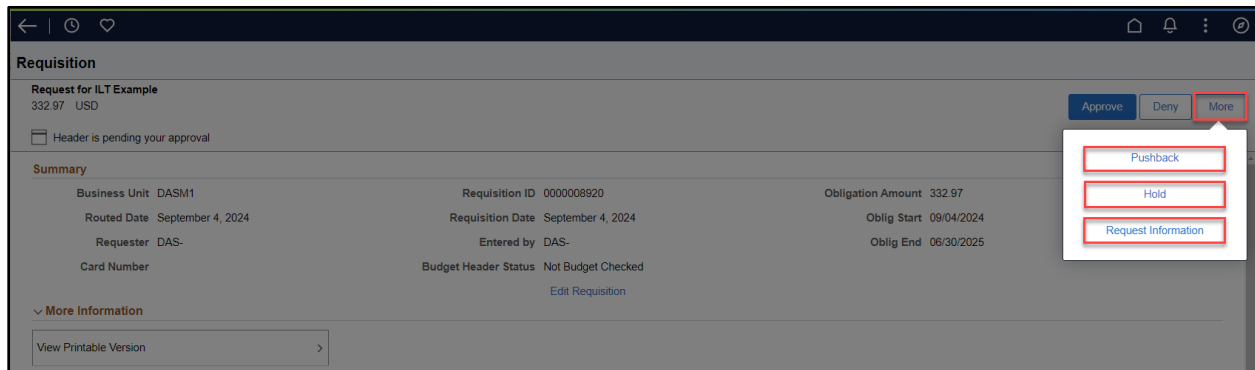 Requisition
Request for ILT Example
332.97 USD
Approve Deny More
Header is pending your approval
Pushback
Hold
Request Information
Summary
Business Unit DASM1 Requisition ID 0000008920 Obligation Amount 332.97
Routed Date September 4, 2024 Requisition Date September 4, 2024 Oblig Start 09/04/2024
Requester DAS- Entered by DAS- Oblig End 06/30/2025
Card Number Budget Header Status Not Budget Checked
Edit Requisition
More Information
View Printable Version